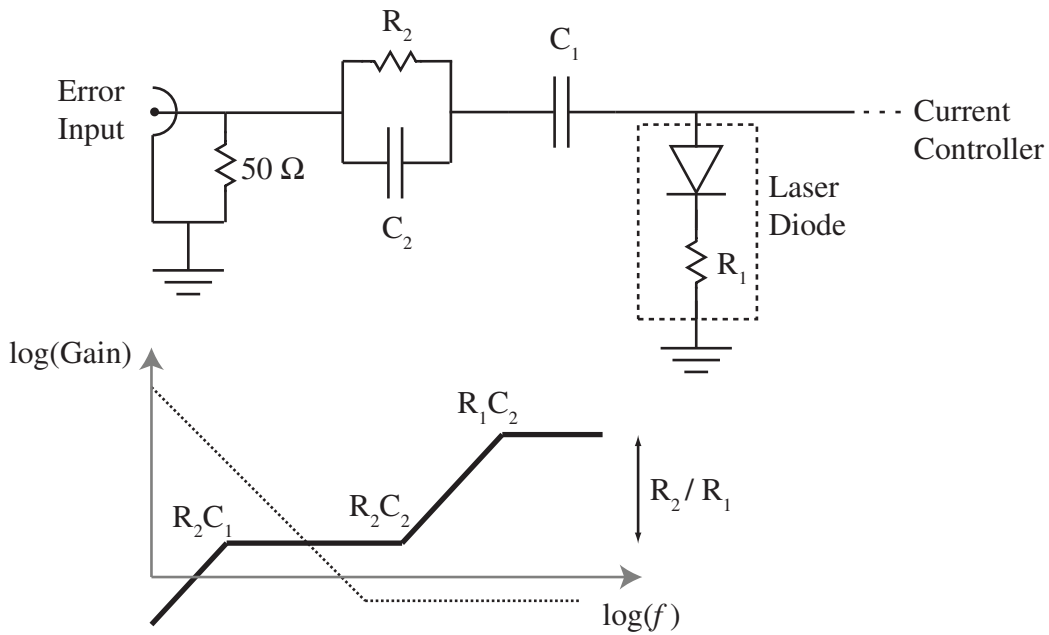 R₂
C₁
Error
Input
50 Ω
C₂
Current
Controller
Laser
Diode
R₁
log(Gain)
R₁C₂
R₂C₁
R₂C₂
R₂ / R₁
log(f)